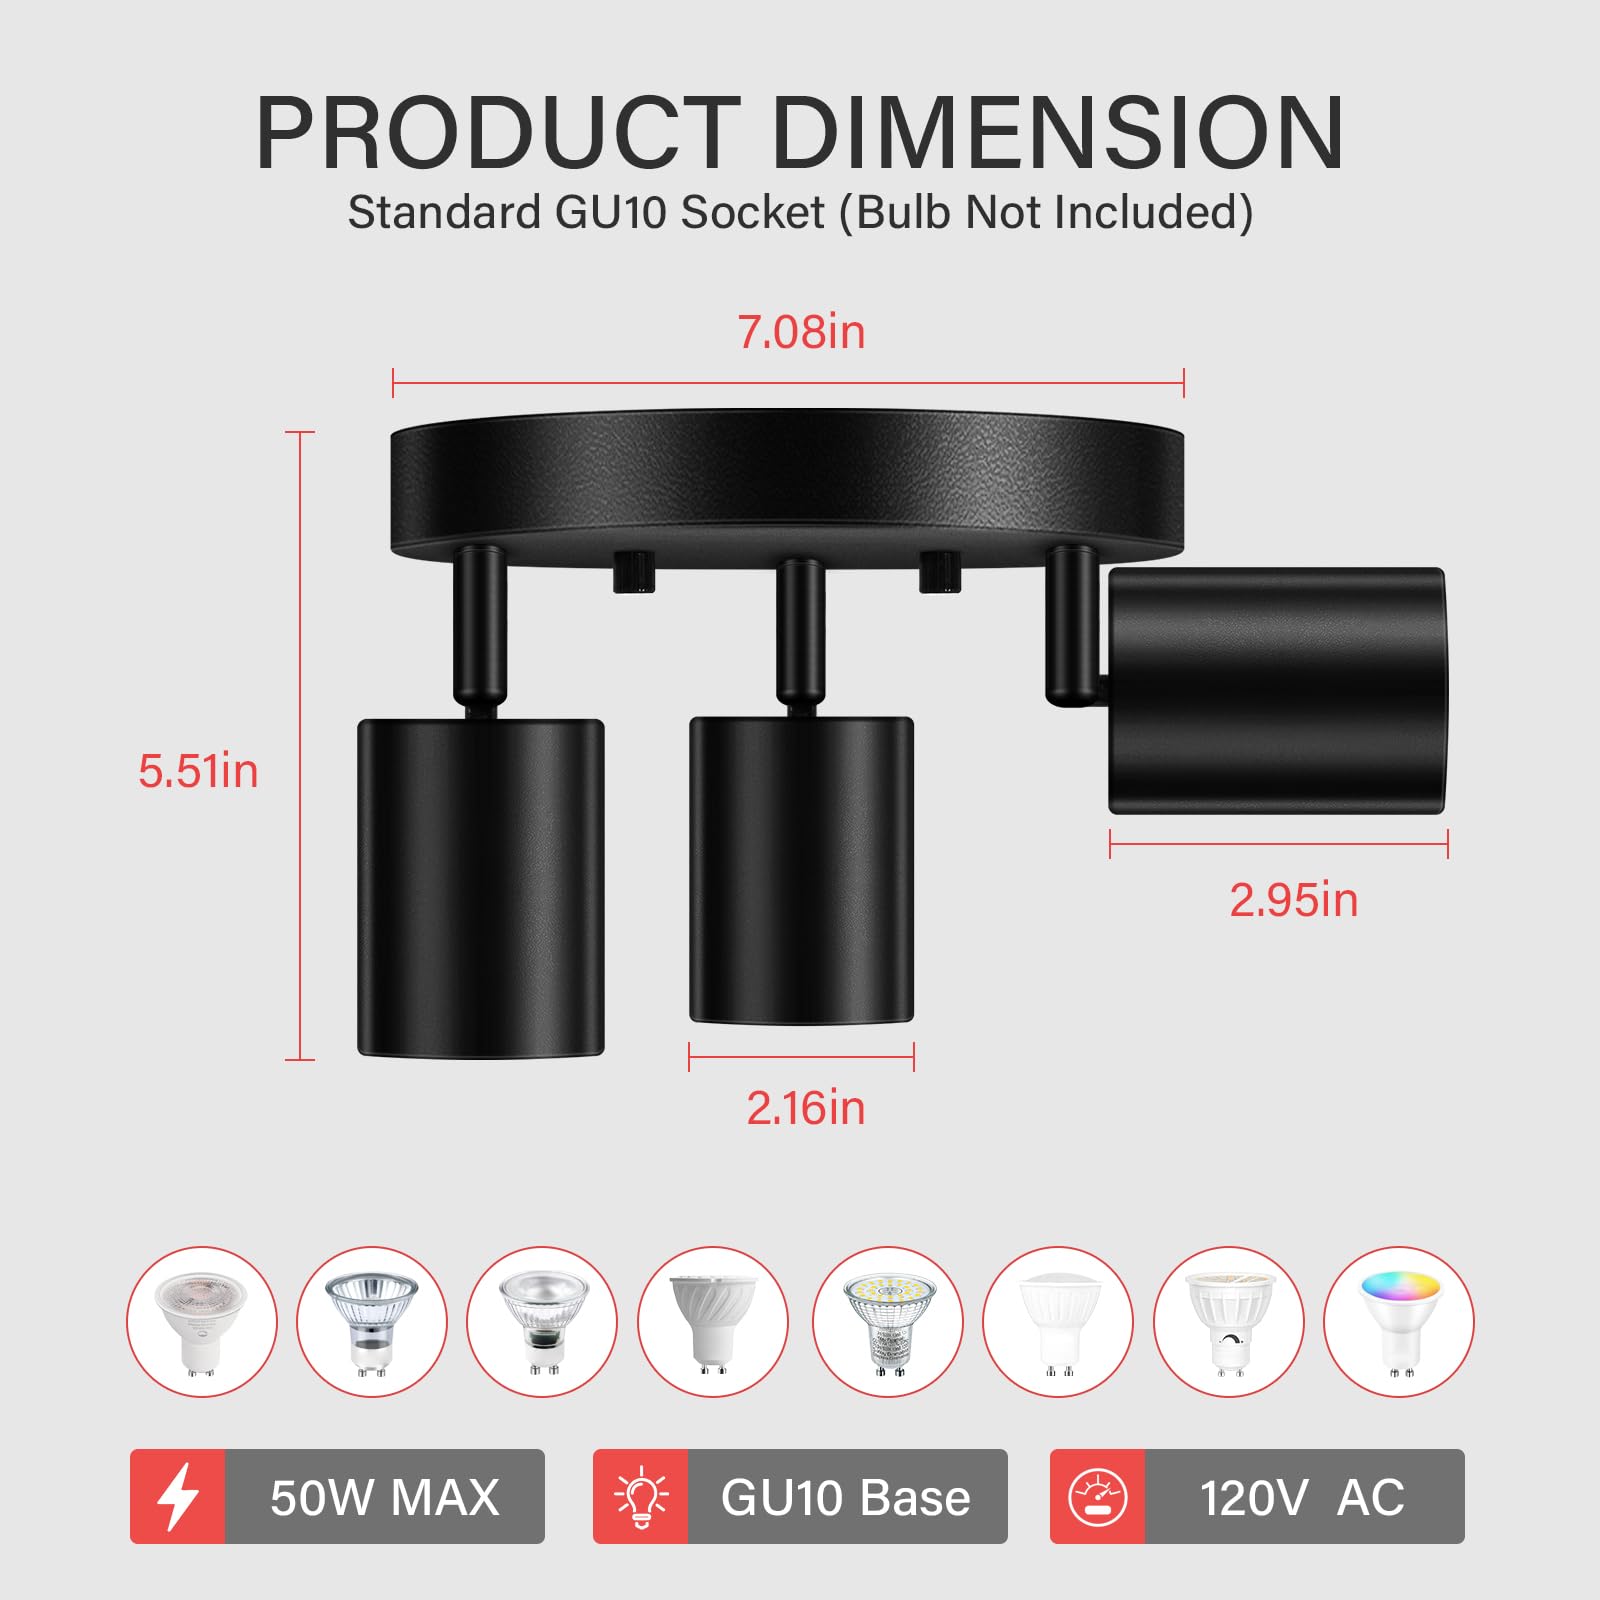 PRODUCT DIMENSION
Standard GU10 Socket (Bulb Not Included)
7.08in
5.51in
2.95in
2.16in
50W MAX
GU10 Base
120V AC